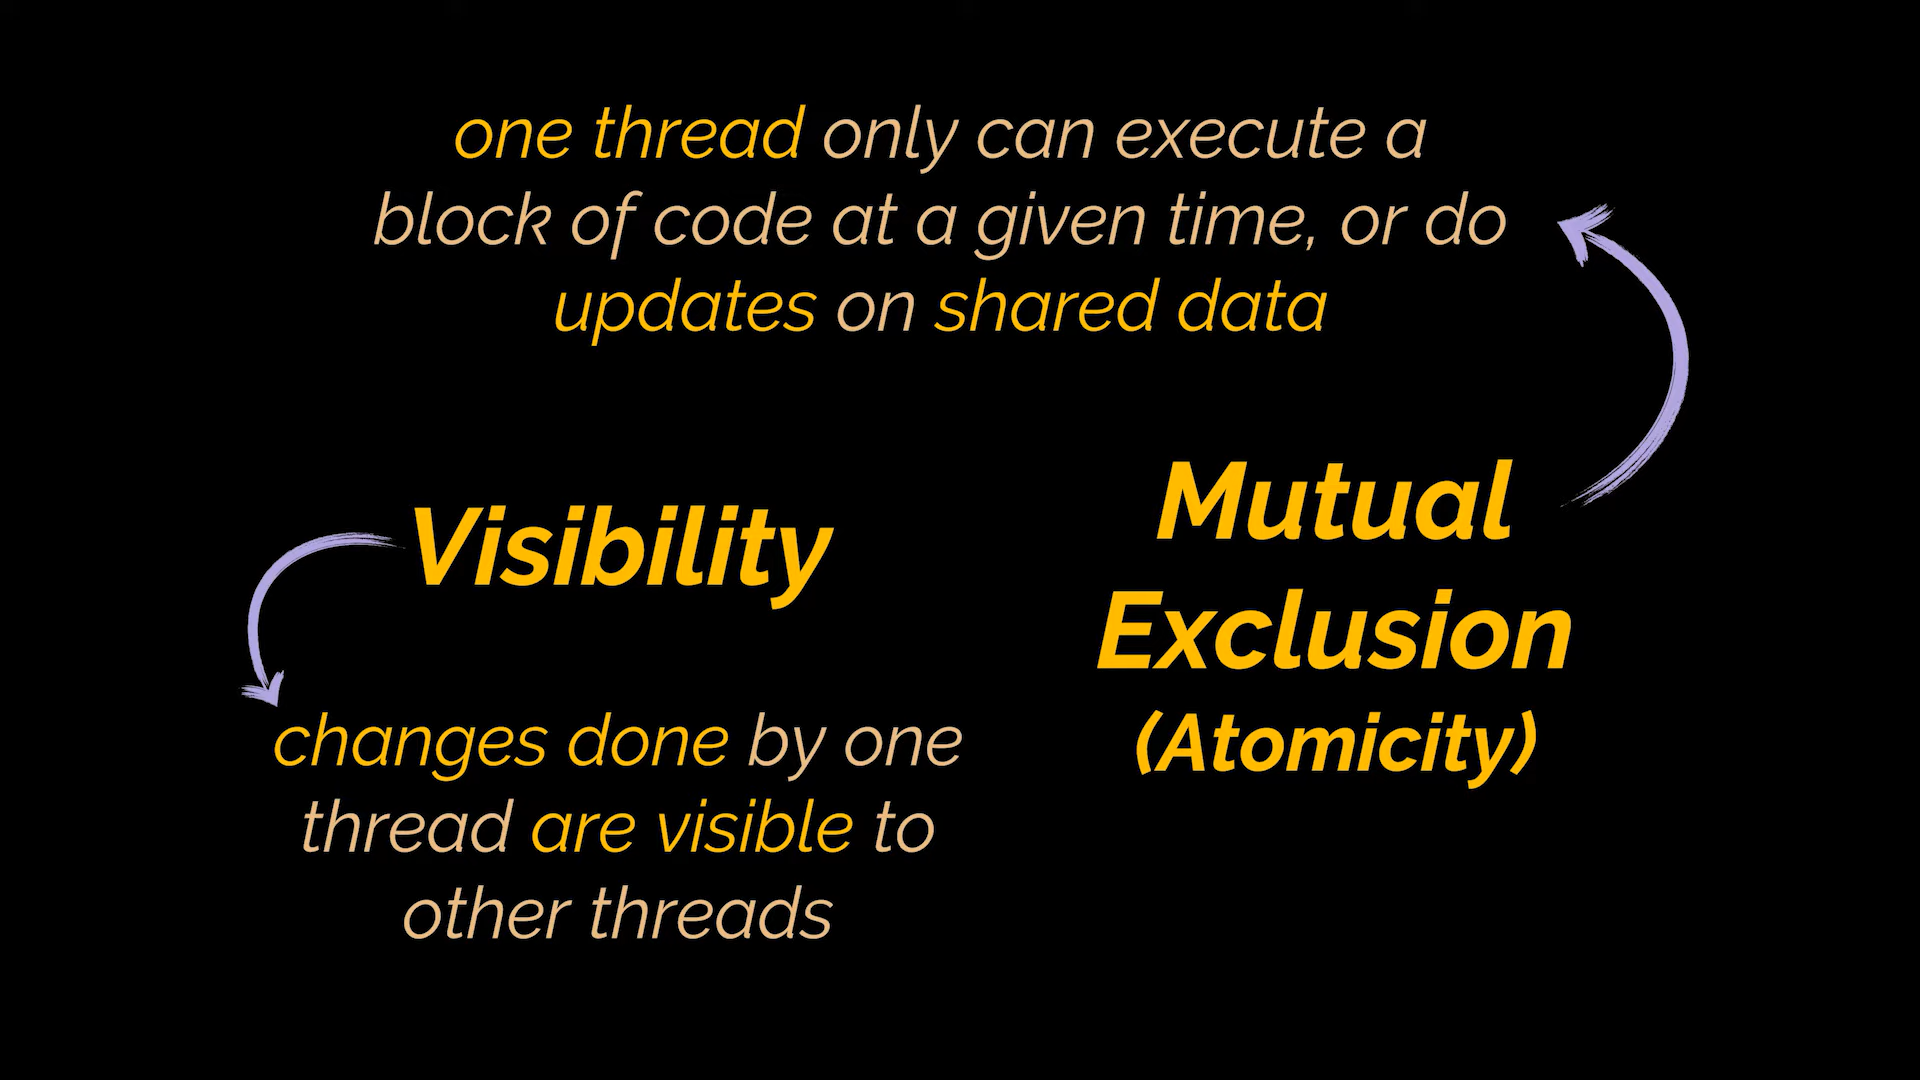 one thread only can execute a
block of code at a given time, or do
updates on shared data
Visibility
changes done by one
thread are visible to
other threads
Mutual
Exclusion
(Atomicity)